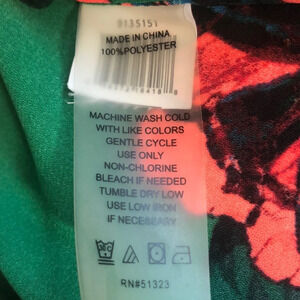 9135151
MADE IN CHINA
100%POLYESTER
MACHINE WASH COLD
WITH LIKE COLORS
GENTLE CYCLE
USE ONLY
NON-CHLORINE
BLEACH IF NEEDED
TUMBLE DRY LOW
USE LOW IRON
IF NECESSARY
RN#51323